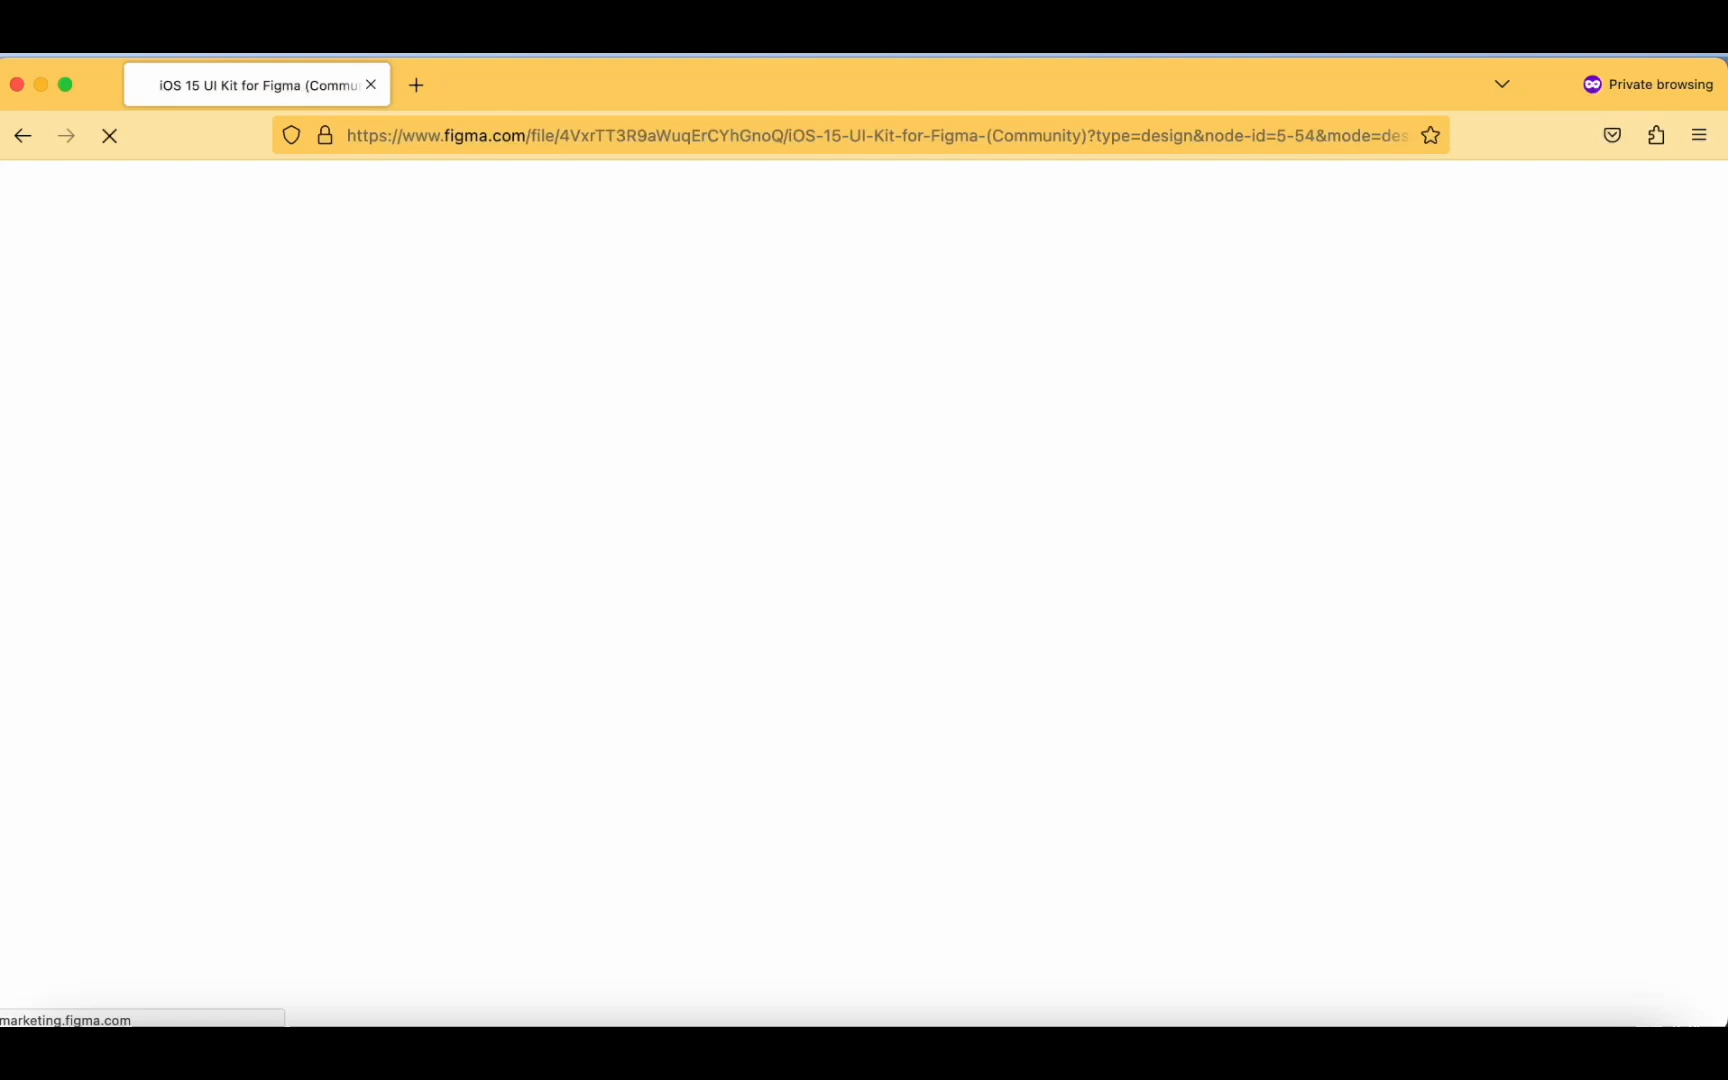 iOS 15 UI Kit for Figma (Commu
Private browsing
https://www.figma.com/file/4VxrTT3R9aWuqErCYhGnoQ/iOS-15-UI-Kit-for-Figma-(Community)?type=design&node-id=5-54&mode=des
marketing.figma.com